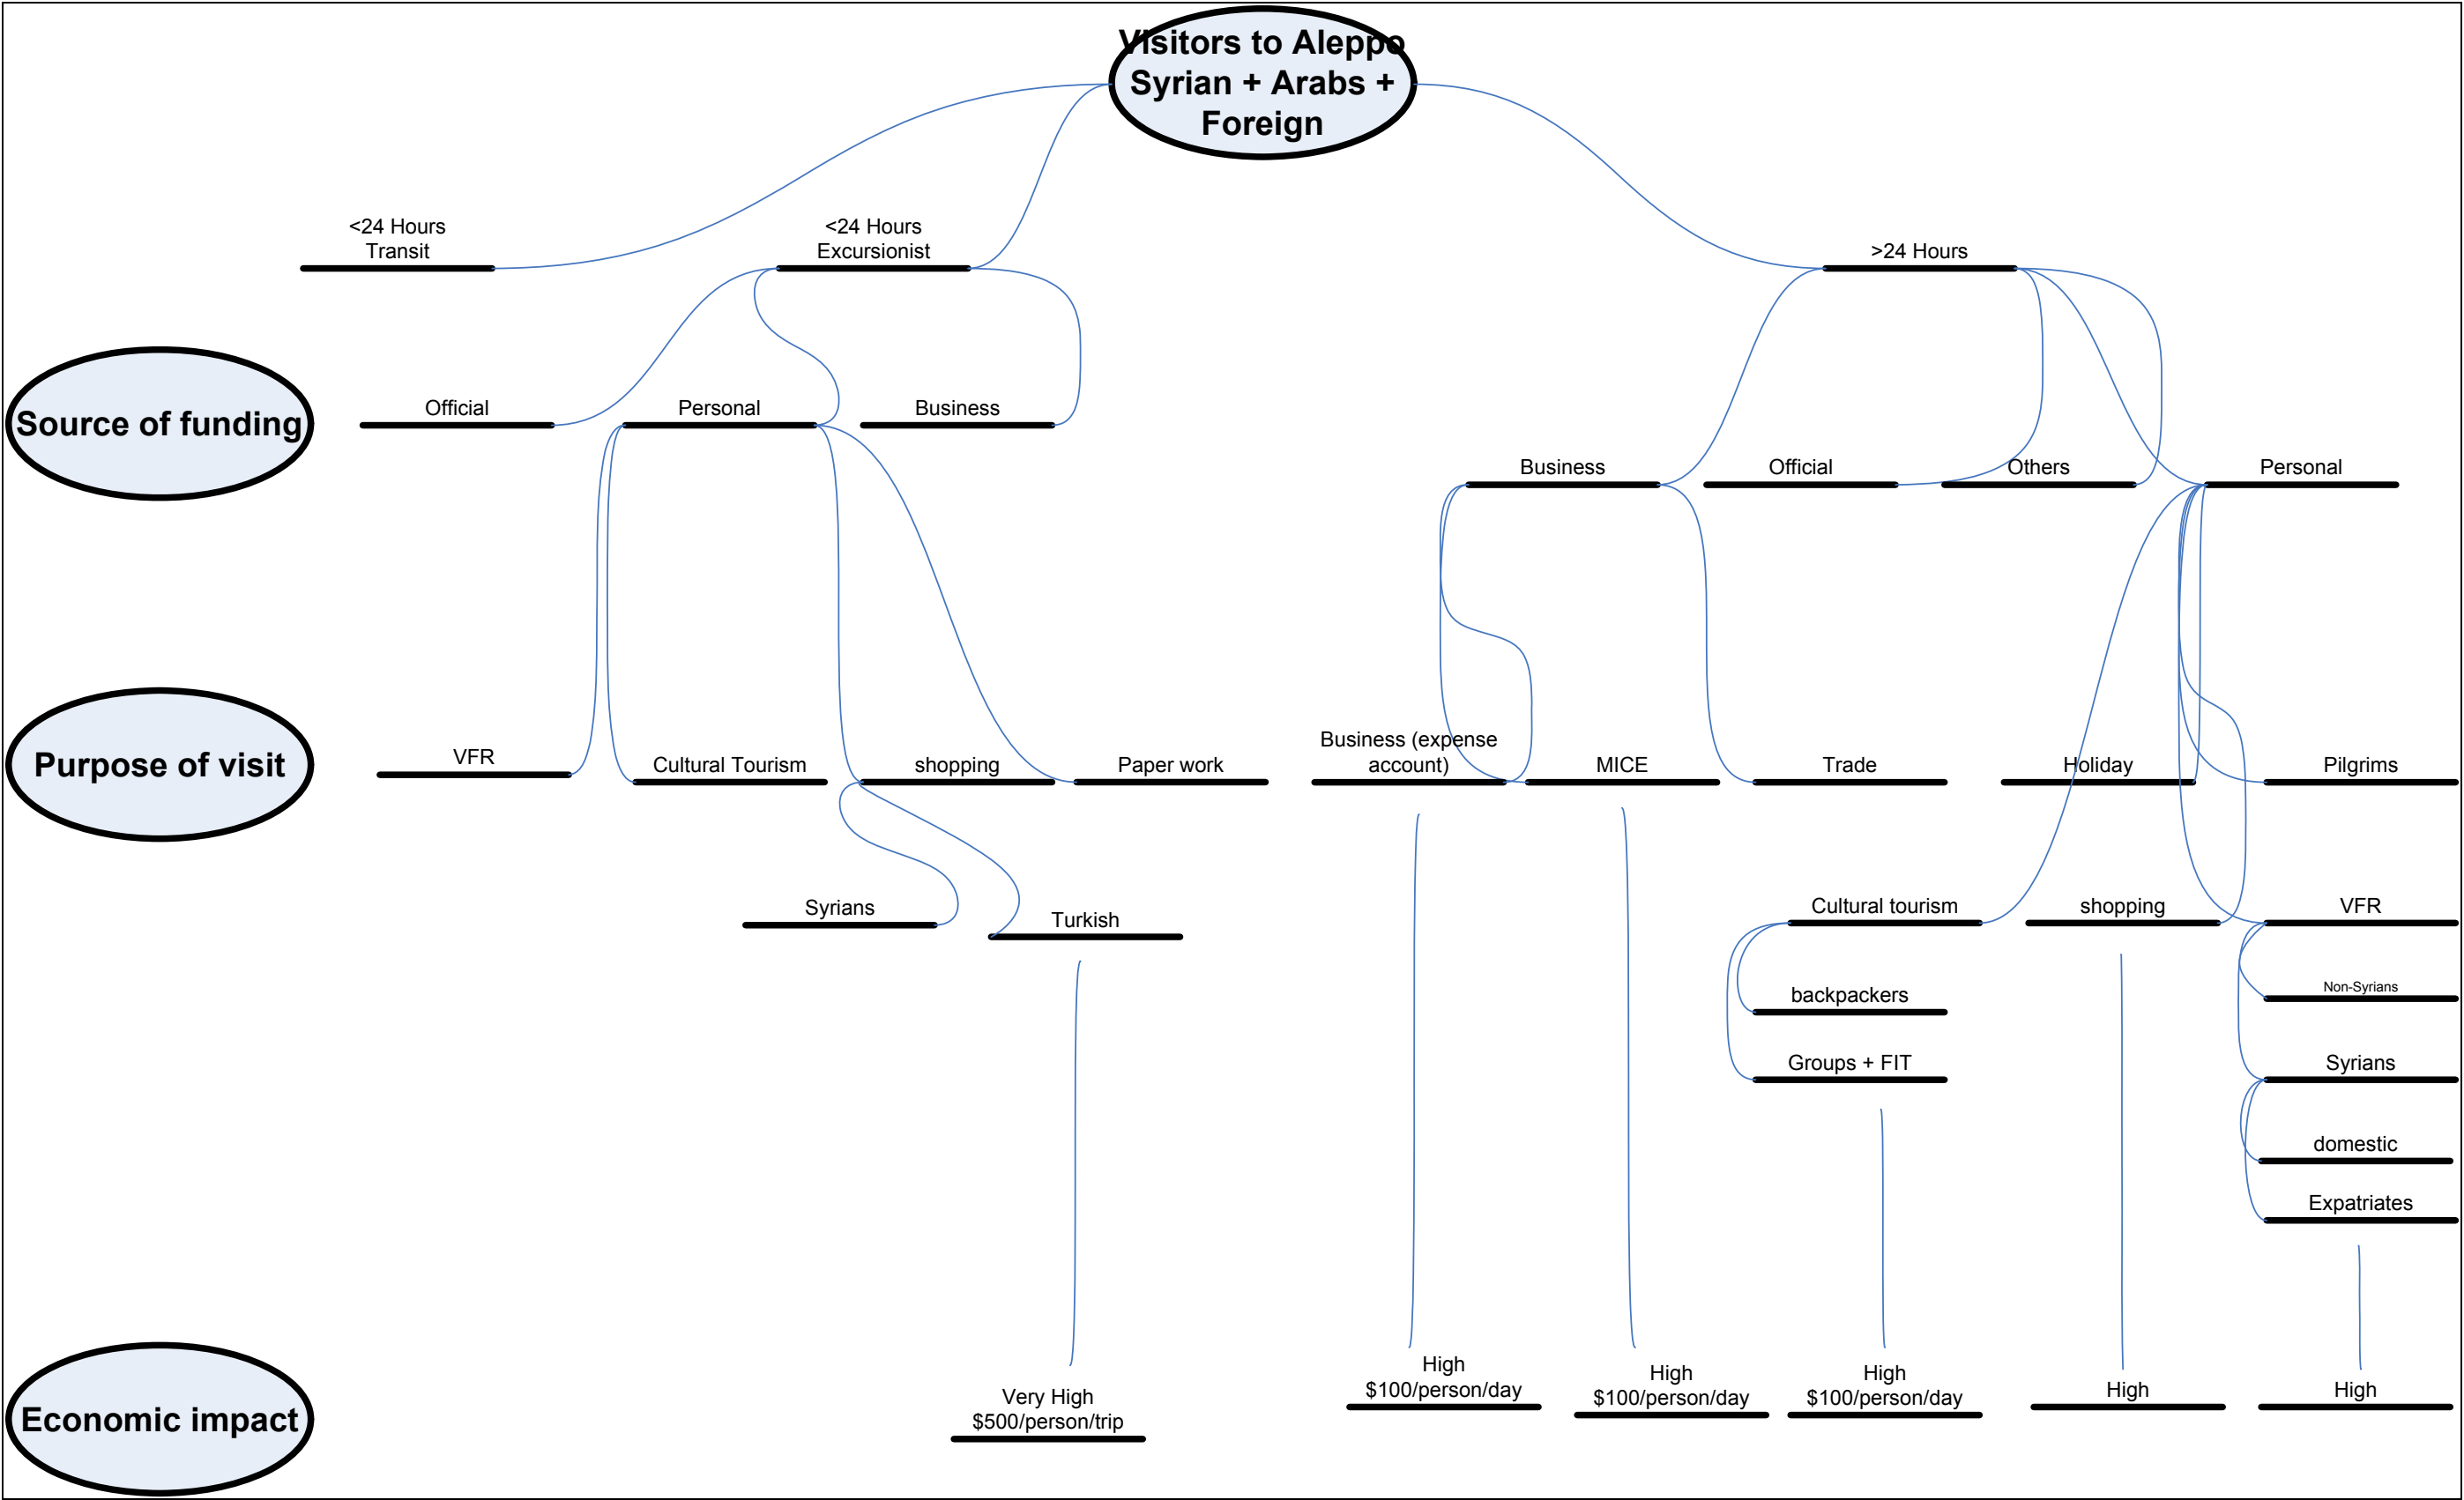 Visitors to Aleppo
Syrian + Arabs +
Foreign
<24 Hours
Transit
<24 Hours
Excursionist
>24 Hours
Source of funding
Official
Personal
Business
Business
Official
Others
Personal
Purpose of visit
VFR
Cultural Tourism
shopping
Paper work
Business (expense
account)
MICE
Trade
Holiday
Pilgrims
Syrians
Turkish
Cultural tourism
shopping
VFR
backpackers
Non-Syrians
Groups + FIT
Syrians
domestic
Expatriates
Economic impact
Very High
$500/person/trip
High
$100/person/day
High
$100/person/day
High
$100/person/day
High
High